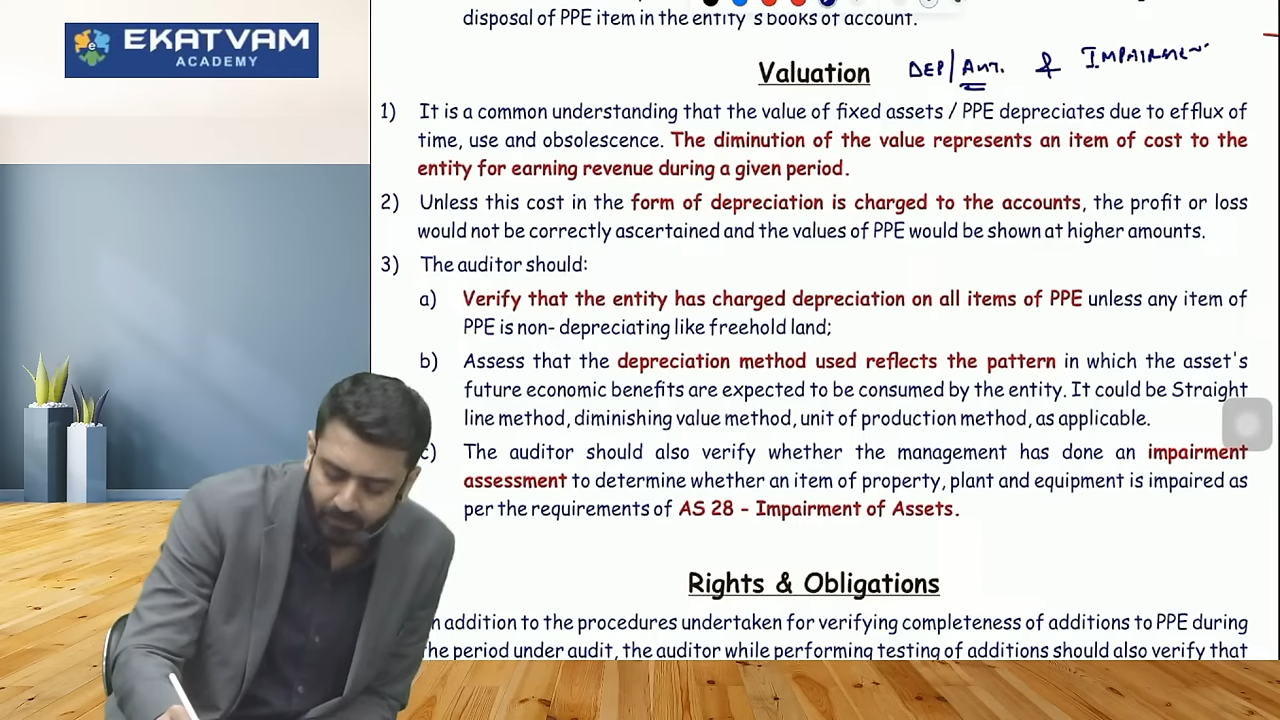 disposal of PPE item in the entity's books of account.
EKATVAM
ACADEMY
Valuation DEP/AMT. & IMPAIRMENT
1) It is a common understanding that the value of fixed assets / PPE depreciates due to efflux of
time, use and obsolescence. The diminution of the value represents an item of cost to the
entity for earning revenue during a given period.
2) Unless this cost in the form of depreciation is charged to the accounts, the profit or loss
would not be correctly ascertained and the values of PPE would be shown at higher amounts.
3) The auditor should:
a) Verify that the entity has charged depreciation on all items of PPE unless any item of
PPE is non- depreciating like freehold land;
b) Assess that the depreciation method used reflects the pattern in which the asset's
future economic benefits are expected to be consumed by the entity. It could be Straight
line method, diminishing value method, unit of production method, as applicable.
c) The auditor should also verify whether the management has done an impairment
assessment to determine whether an item of property, plant and equipment is impaired as
per the requirements of AS 28 - Impairment of Assets.
Rights & Obligations
n addition to the procedures undertaken for verifying completeness of additions to PPE during
the period under audit, the auditor while performing testing of additions should also verify that